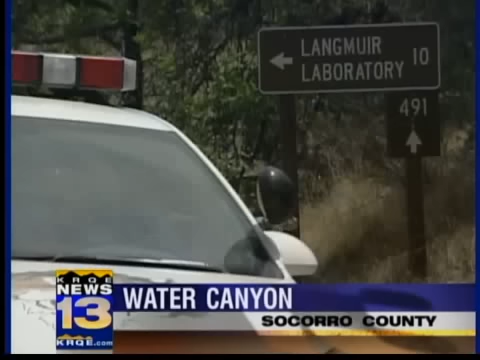 LANGMUIR
LABORATORY 10
491
KRQE
NEWS
13
KRQE.com
WATER CANYON
SOCORRO COUNTY